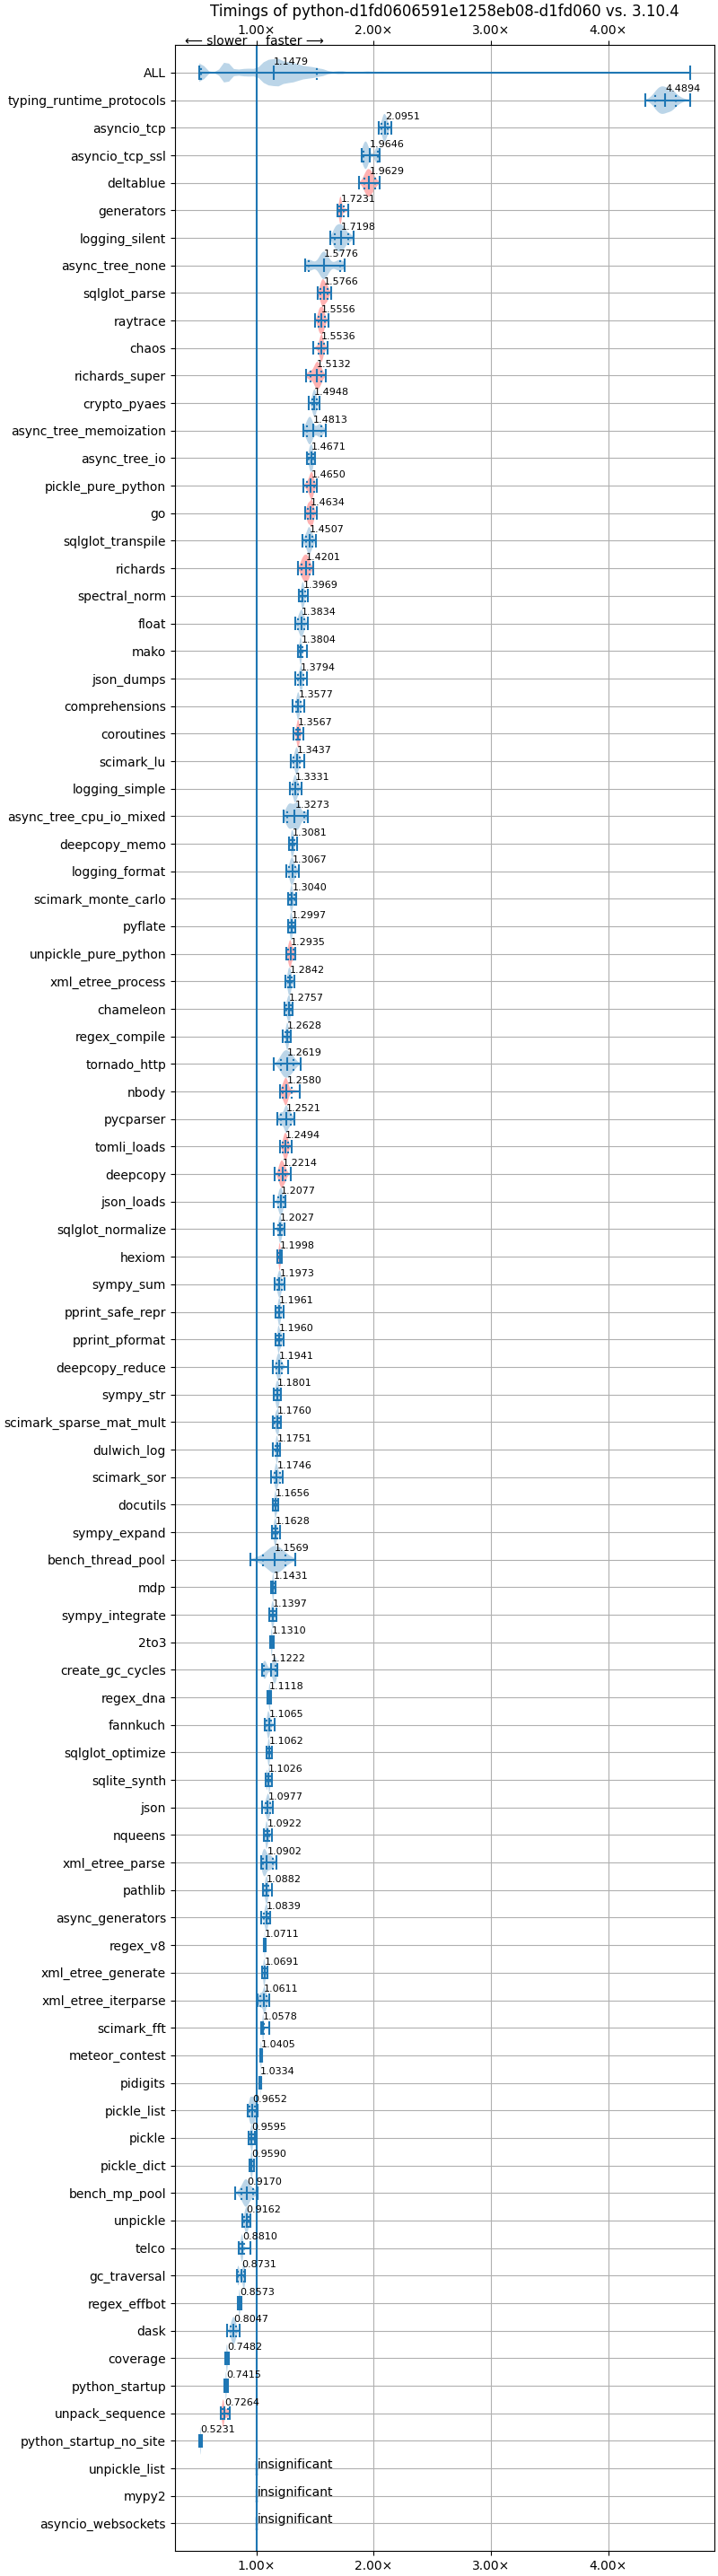 Timings of python-d1fd0606591e1258eb08-d1fd060 vs. 3.10.4
1.00× 2.00× 3.00× 4.00×
⟵ slower faster ⟶
ALL 1.1479
typing_runtime_protocols 4.4894
asyncio_tcp 2.0951
asyncio_tcp_ssl 1.9646
deltablue 1.9629
generators 1.7231
logging_silent 1.7198
async_tree_none 1.5776
sqlglot_parse 1.5766
raytrace 1.5556
chaos 1.5536
richards_super 1.5132
crypto_pyaes 1.4948
async_tree_memoization 1.4813
async_tree_io 1.4671
pickle_pure_python 1.4650
go 1.4634
sqlglot_transpile 1.4507
richards 1.4201
spectral_norm 1.3969
float 1.3834
mako 1.3804
json_dumps 1.3794
comprehensions 1.3577
coroutines 1.3567
scimark_lu 1.3437
logging_simple 1.3331
async_tree_cpu_io_mixed 1.3273
deepcopy_memo 1.3081
logging_format 1.3067
scimark_monte_carlo 1.3040
pyflate 1.2997
unpickle_pure_python 1.2935
xml_etree_process 1.2842
chameleon 1.2757
regex_compile 1.2628
tornado_http 1.2619
nbody 1.2580
pycparser 1.2521
tomli_loads 1.2494
deepcopy 1.2214
json_loads 1.2077
sqlglot_normalize 1.2027
hexiom 1.1998
sympy_sum 1.1973
pprint_safe_repr 1.1961
pprint_pformat 1.1960
deepcopy_reduce 1.1941
sympy_str 1.1801
scimark_sparse_mat_mult 1.1760
dulwich_log 1.1751
scimark_sor 1.1746
docutils 1.1656
sympy_expand 1.1628
bench_thread_pool 1.1569
mdp 1.1431
sympy_integrate 1.1397
2to3 1.1310
create_gc_cycles 1.1222
regex_dna 1.1118
fannkuch 1.1065
sqlglot_optimize 1.1062
sqlite_synth 1.1026
json 1.0977
nqueens 1.0922
xml_etree_parse 1.0902
pathlib 1.0882
async_generators 1.0839
regex_v8 1.0711
xml_etree_generate 1.0691
xml_etree_iterparse 1.0611
scimark_fft 1.0578
meteor_contest 1.0405
pidigits 1.0334
pickle_list 0.9652
pickle 0.9595
pickle_dict 0.9590
bench_mp_pool 0.9170
unpickle 0.9162
telco 0.8810
gc_traversal 0.8731
regex_effbot 0.8573
dask 0.8047
coverage 0.7482
python_startup 0.7415
unpack_sequence 0.7264
python_startup_no_site 0.5231
unpickle_list insignificant
mypy2 insignificant
asyncio_websockets insignificant
1.00× 2.00× 3.00× 4.00×